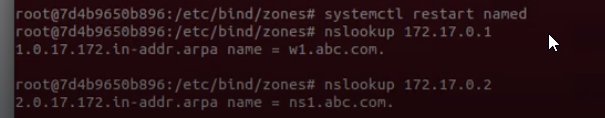 root@7d4b9650b896:/etc/bind/zones# systemctl restart named
root@7d4b9650b896:/etc/bind/zones# nslookup 172.17.0.1
1.0.17.172.in-addr.arpa name = w1.abc.com.
root@7d4b9650b896:/etc/bind/zones# nslookup 172.17.0.2
2.0.17.172.in-addr.arpa name = ns1.abc.com.